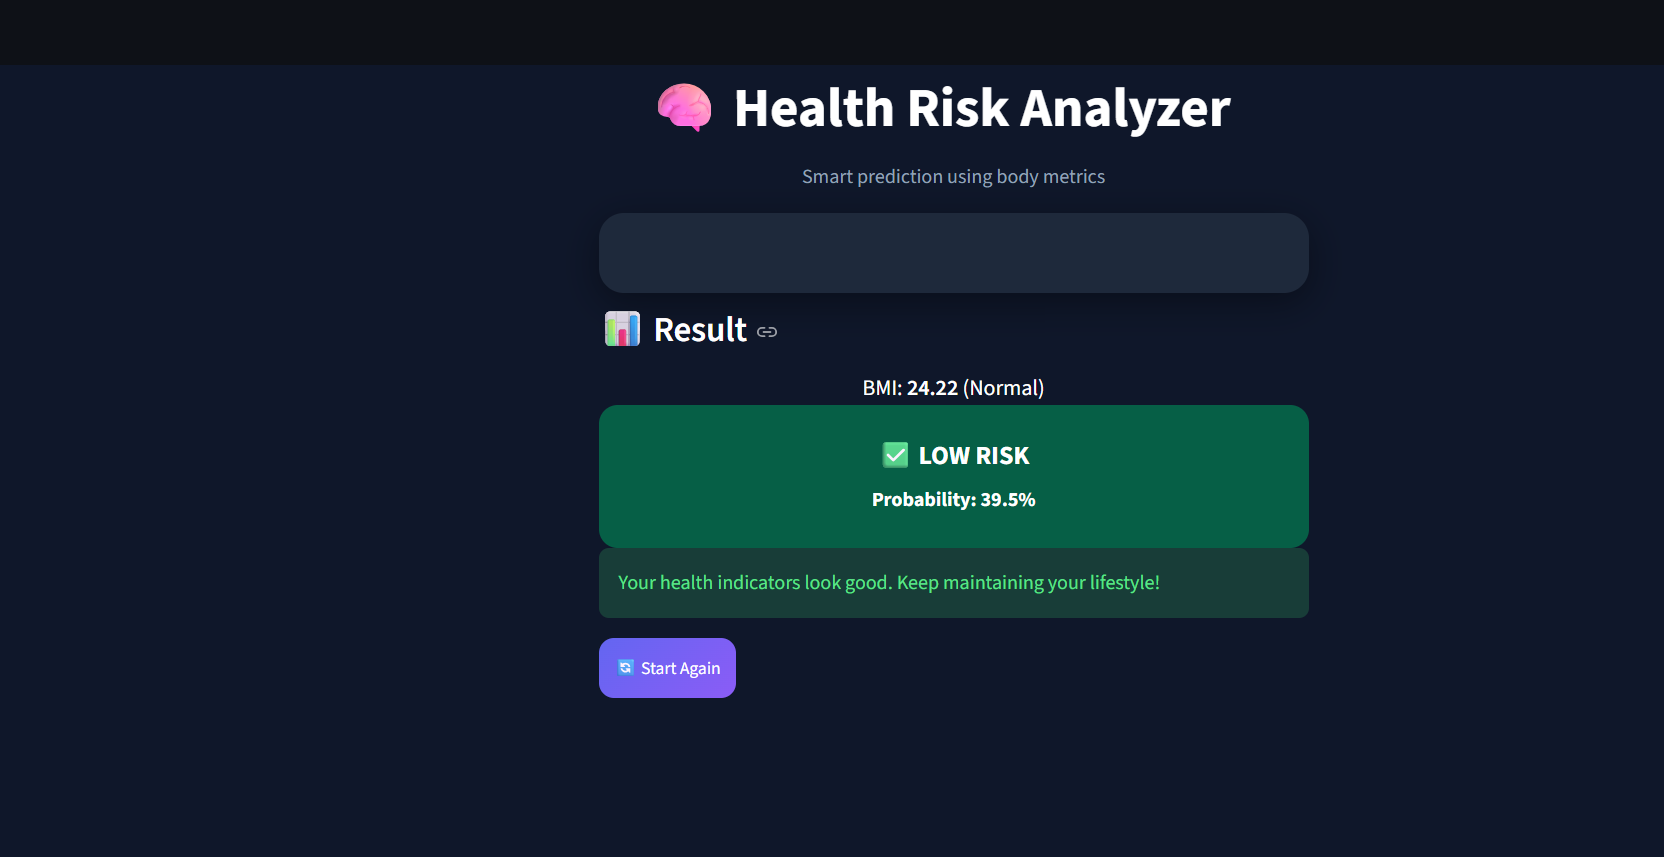 Health Risk Analyzer
Smart prediction using body metrics
Result
BMI: 24.22 (Normal)
LOW RISK
Probability: 39.5%
Your health indicators look good. Keep maintaining your lifestyle!
Start Again